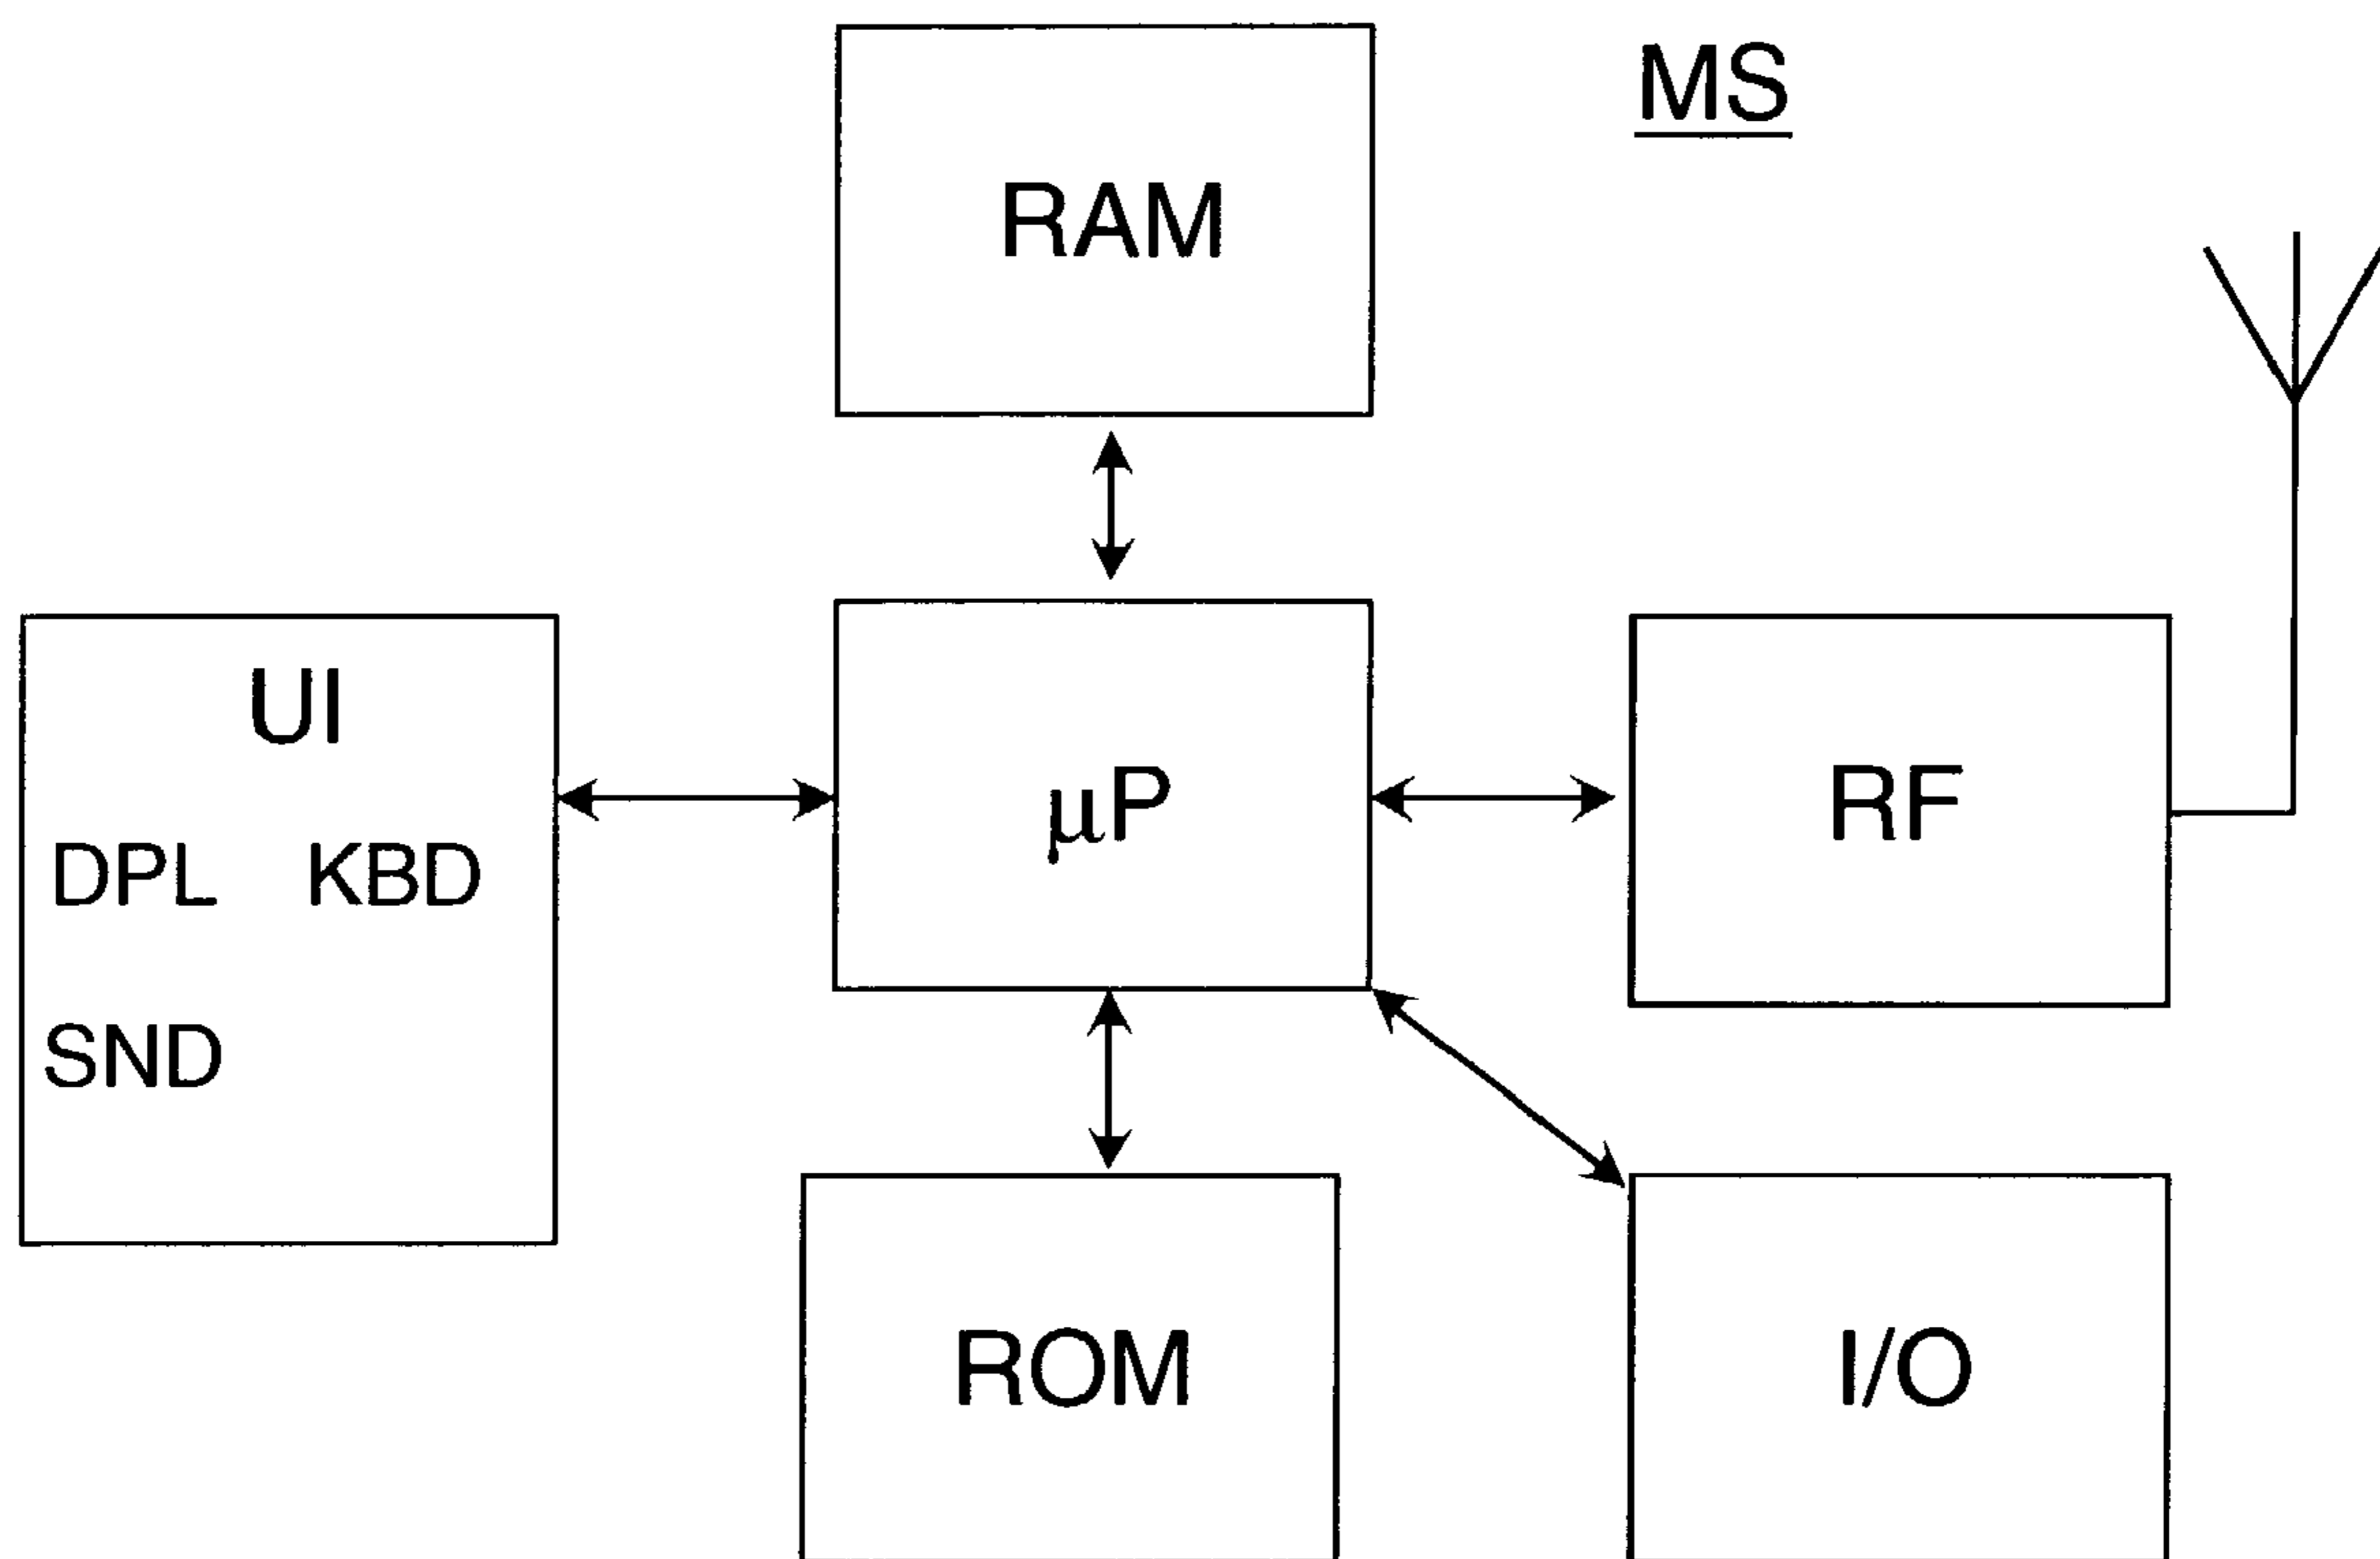 MS
RAM
UI
DPL KBD
SND
µP
RF
ROM
I/O